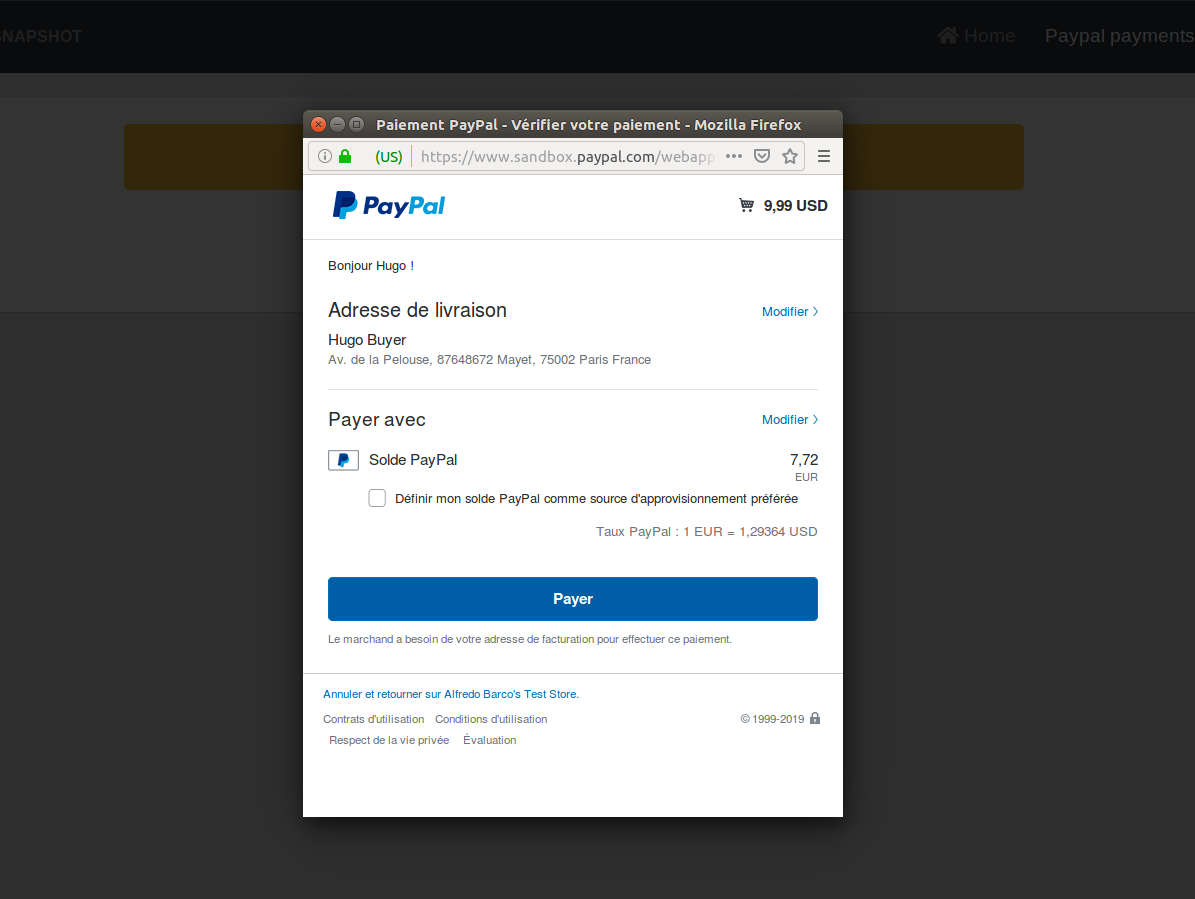 SNAPSHOT
Home
Paypal payments
Paiement PayPal - Vérifier votre paiement - Mozilla Firefox
(US) https://www.sandbox.paypal.com/webapp
PayPal
9,99 USD
Bonjour Hugo !
Adresse de livraison
Modifier
Hugo Buyer
Av. de la Pelouse, 87648672 Mayet, 75002 Paris France
Payer avec
Modifier
Solde PayPal
7,72
EUR
Définir mon solde PayPal comme source d'approvisionnement préférée
Taux PayPal : 1 EUR = 1,29364 USD
Payer
Le marchand a besoin de votre adresse de facturation pour effectuer ce paiement.
Annuler et retourner sur Alfredo Barco's Test Store.
Contrats d'utilisation Conditions d'utilisation
© 1999-2019
Respect de la vie privée Évaluation